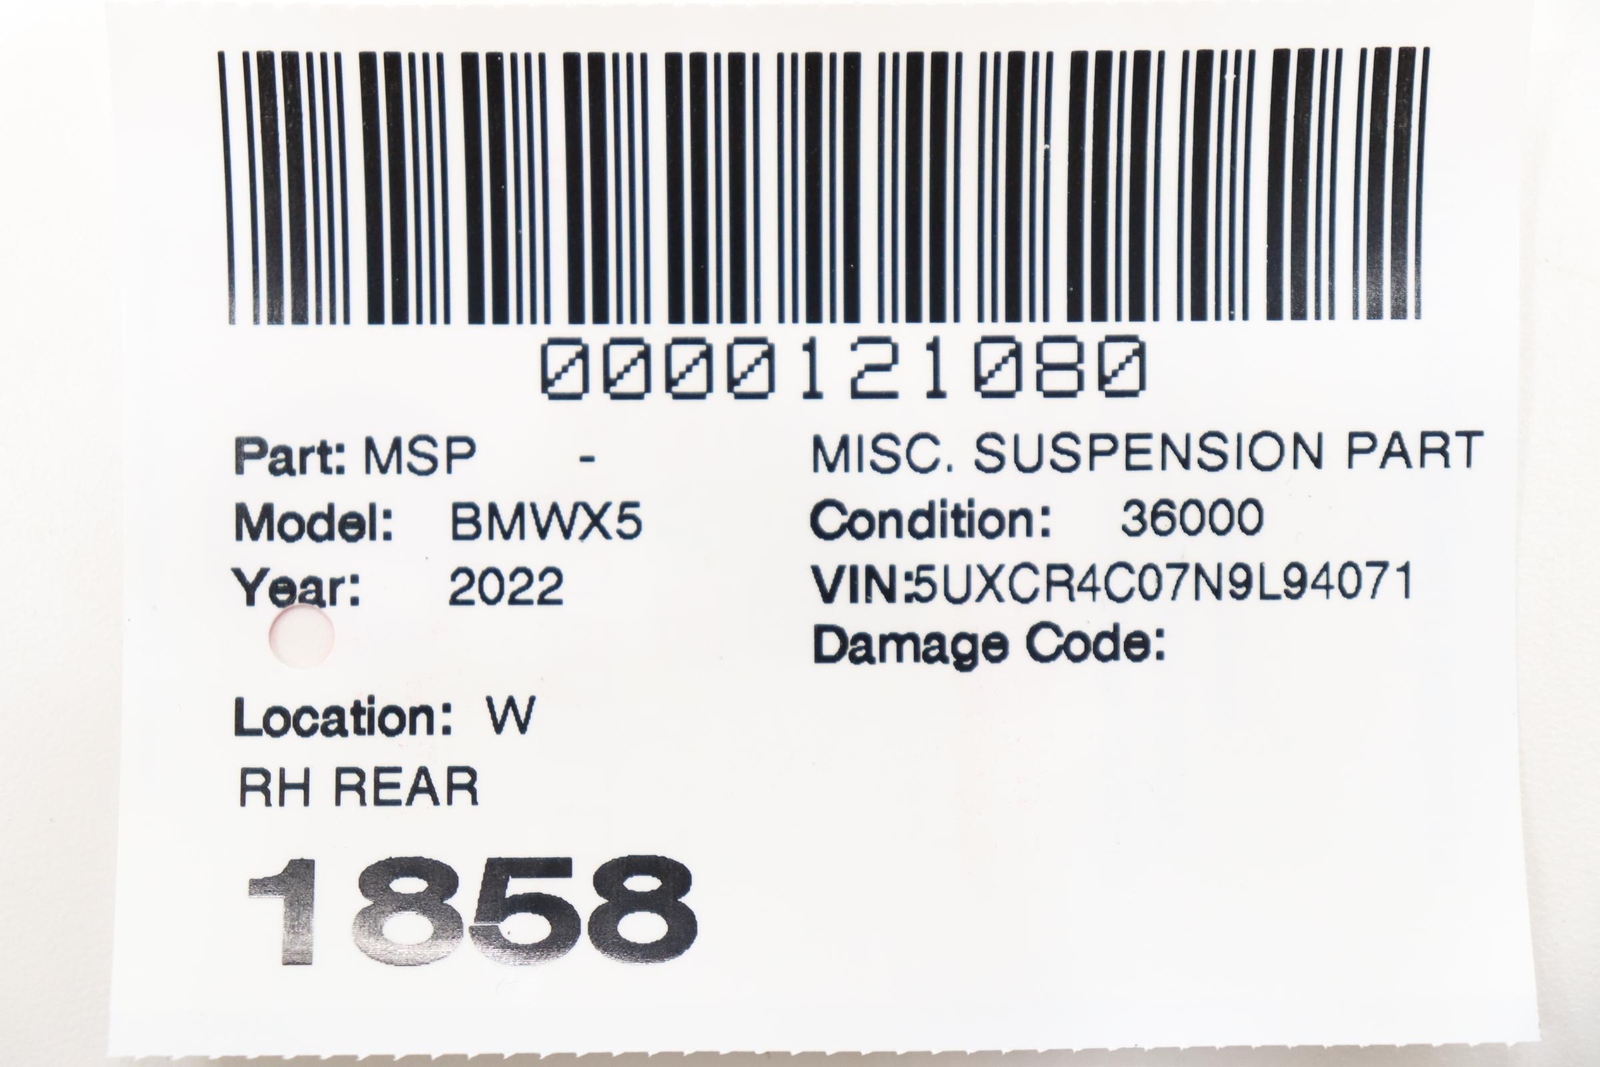 0000121080
Part: MSP - MISC. SUSPENSION PART
Model: BMWX5 Condition: 36000
Year: 2022 VIN:5UXCR4C07N9L94071
Damage Code:
Location: W
RH REAR
1858